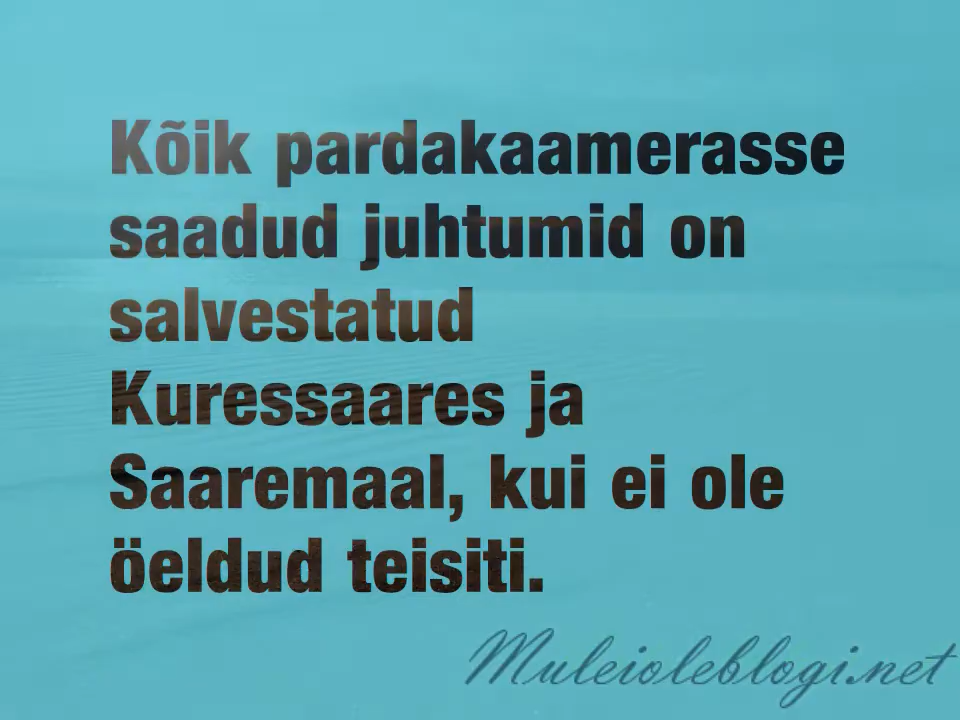 Kõik pardakaamerasse
saadud juhtumid on
salvestatud
Kuressaares ja
Saaremaal, kui ei ole
öeldud teisiti.
Muleioleblogi.net